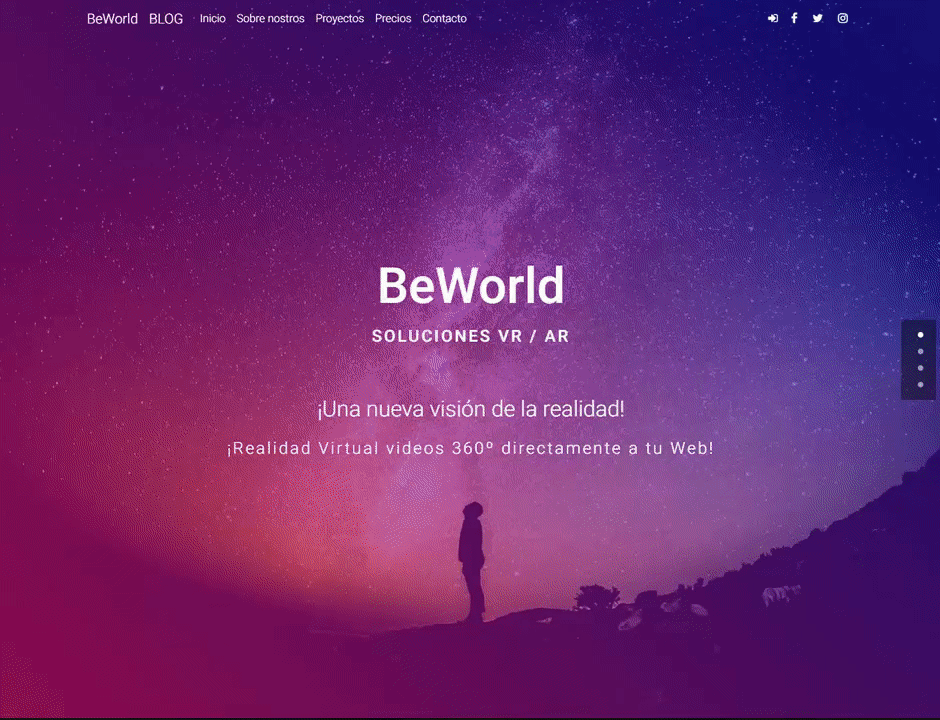 BeWorld BLOG Inicio Sobre nostros Proyectos Precios Contacto
BeWorld
SOLUCIONES VR / AR
¡Una nueva visión de la realidad!
¡Realidad Virtual videos 360º directamente a tu Web!